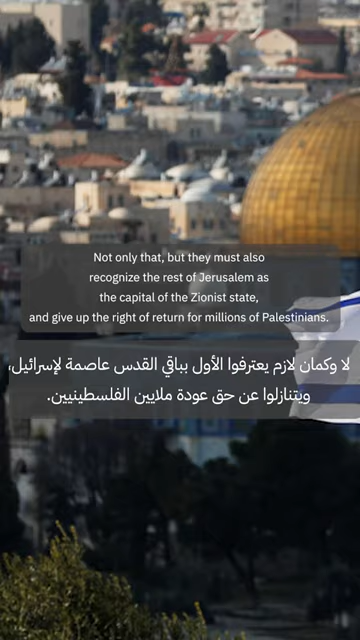 Not only that, but they must also
recognize the rest of Jerusalem as
the capital of the Zionist state,
and give up the right of return for millions of Palestinians.
لا وكمان لازم يعترفوا الأول بباقي القدس عاصمة لإسرائيل،
ويتنازلوا عن حق عودة ملايين الفلسطينيين.